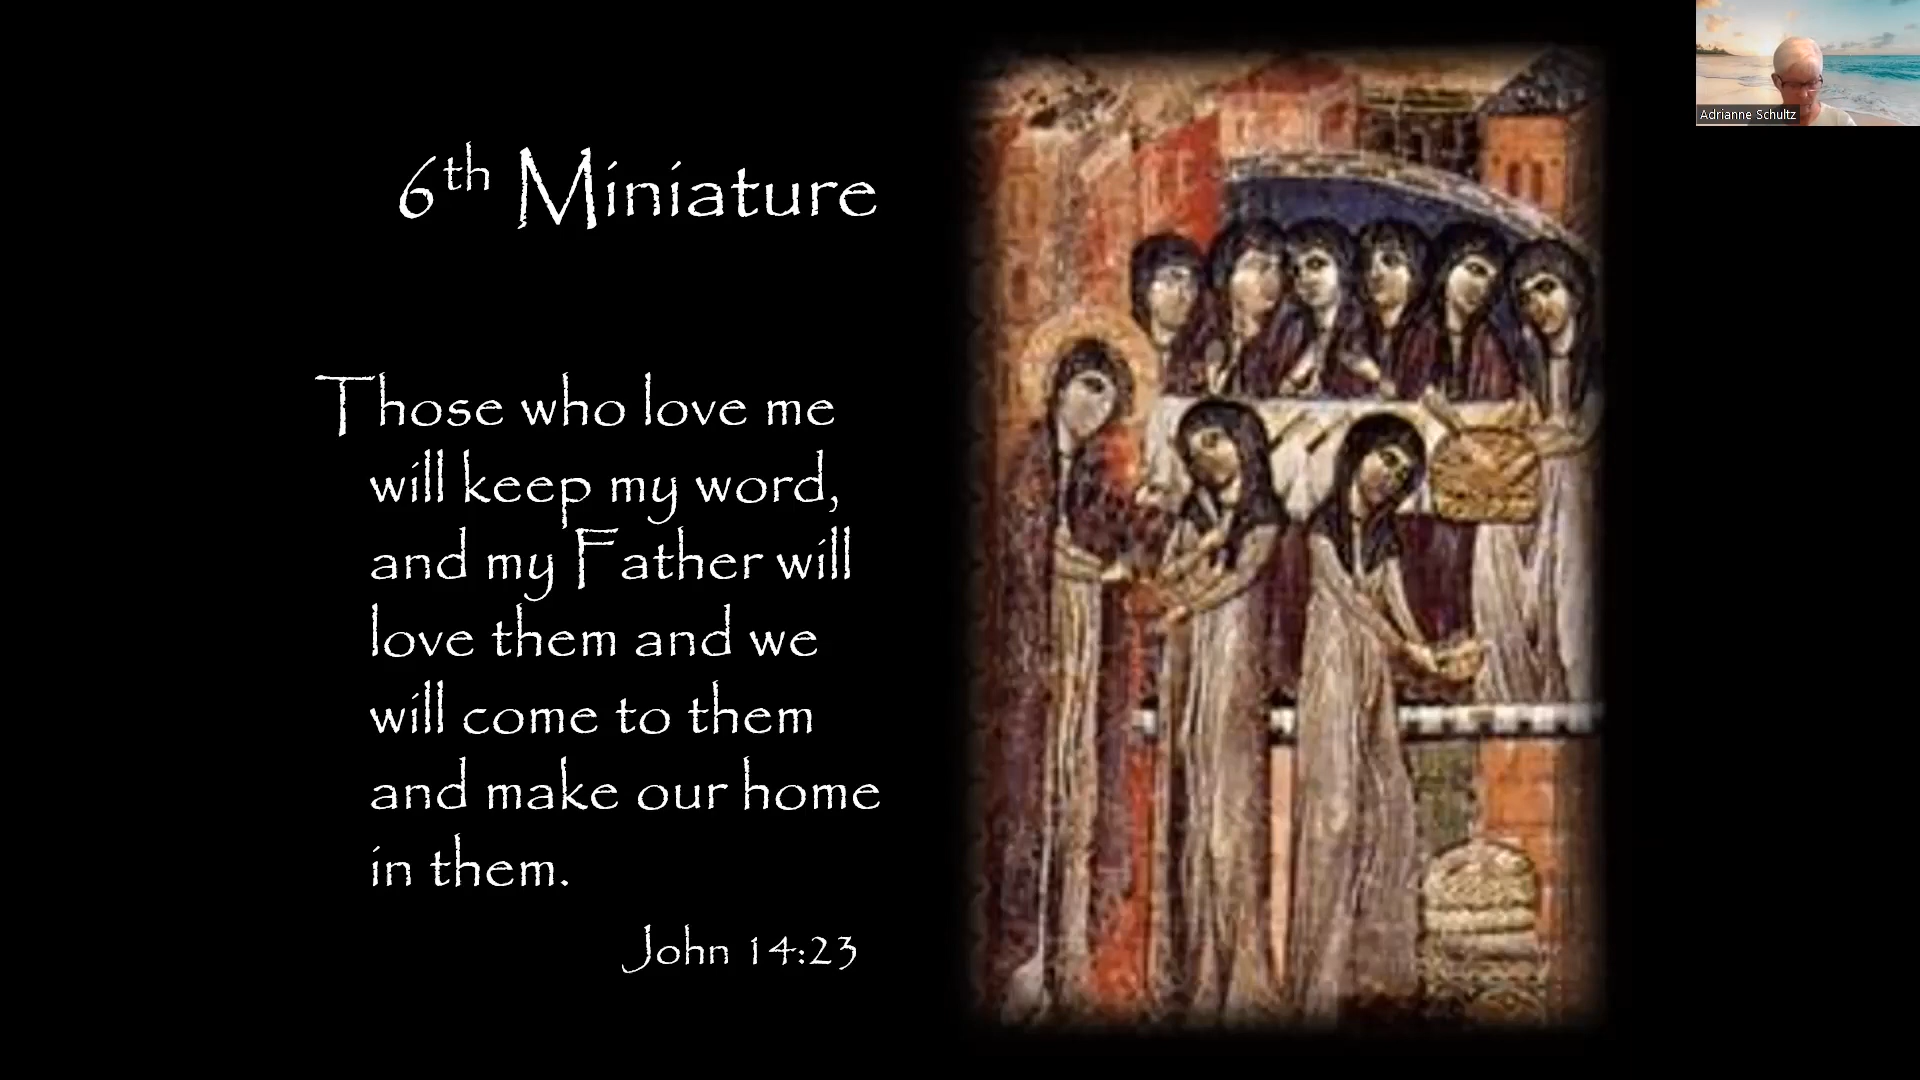 6th Miniature
Those who love me
will keep my word,
and my Father will
love them and we
will come to them
and make our home
in them.
John 14:23
Adrianne Schultz